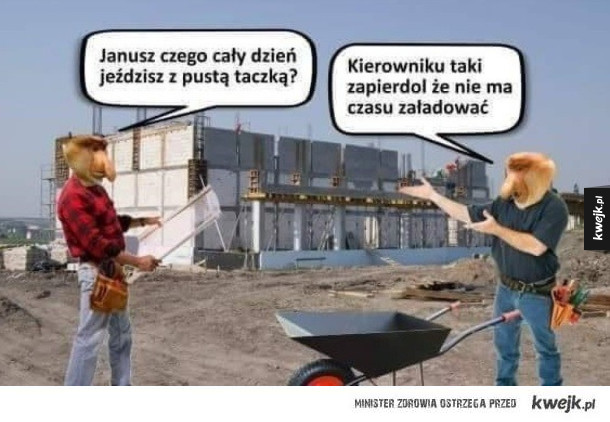 Janusz czego cały dzień
jeździsz z pustą taczką?
Kierowniku taki
zapierdol że nie ma
czasu załadować
kwejk.pl
MINISTER ZDROWIA OSTRZEGA PRZED kwejk.pl